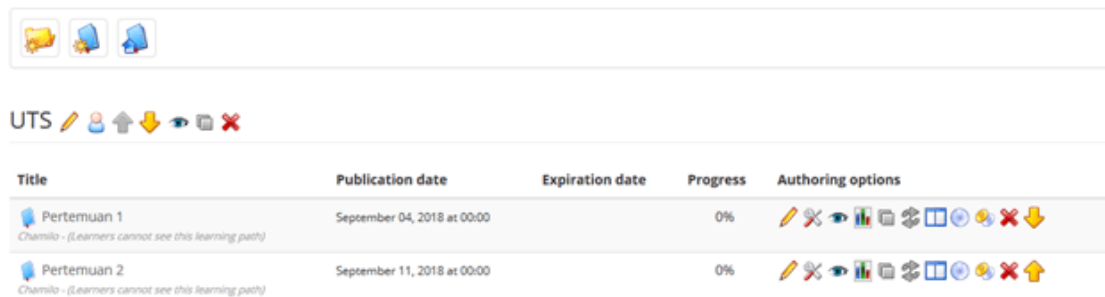 UTS
Title Publication date Expiration date Progress Authoring options
Pertemuan 1 September 04, 2018 at 00:00 0%
Chamilo - (Learners cannot see this learning path)
Pertemuan 2 September 11, 2018 at 00:00 0%
Chamilo - (Learners cannot see this learning path)